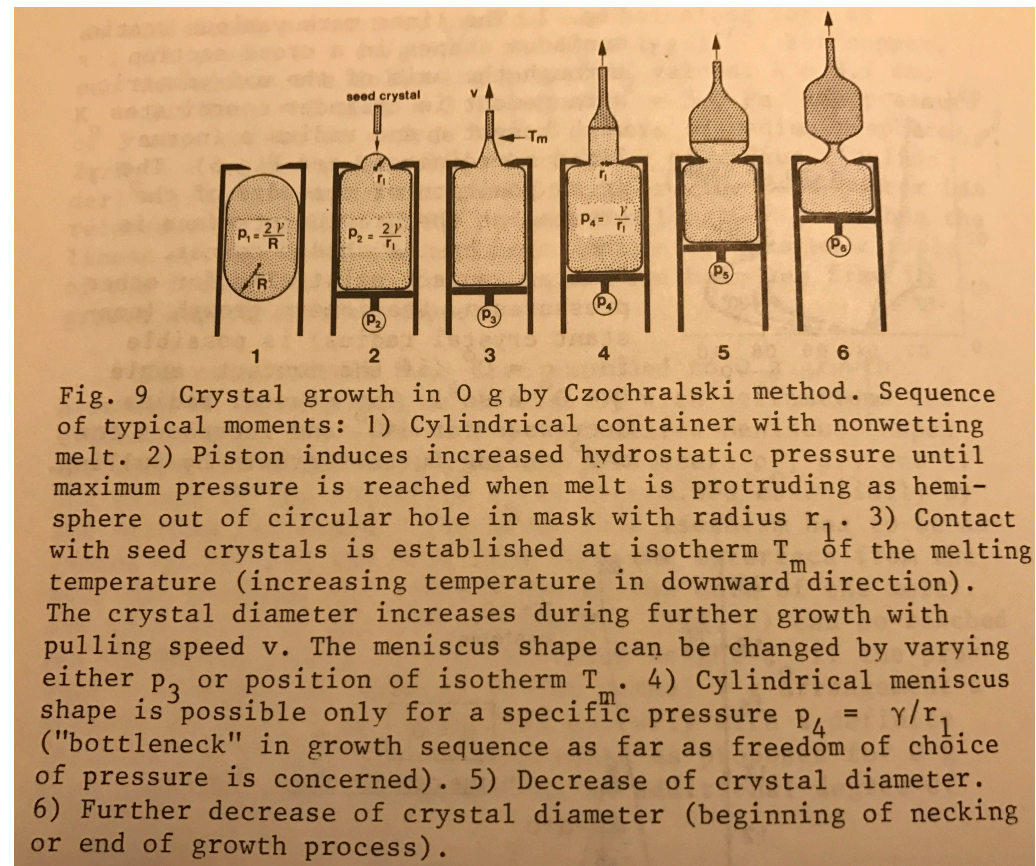 seed crystal
v
Tm
r1
r1
p1 = 2γ/R
R
p2 = 2γ/r1
p4 = γ/r1
p2
p3
p4
p5
p6
1 2 3 4 5 6
Fig. 9 Crystal growth in 0 g by Czochralski method. Sequence
of typical moments: 1) Cylindrical container with nonwetting
melt. 2) Piston induces increased hydrostatic pressure until
maximum pressure is reached when melt is protruding as hemi-
sphere out of circular hole in mask with radius r1. 3) Contact
with seed crystals is established at isotherm Tm of the melting
temperature (increasing temperature in downward direction).
The crystal diameter increases during further growth with
pulling speed v. The meniscus shape can be changed by varying
either p3 or position of isotherm Tm. 4) Cylindrical meniscus
shape is possible only for a specific pressure p4 = γ/r1
("bottleneck" in growth sequence as far as freedom of choice
of pressure is concerned). 5) Decrease of crystal diameter.
6) Further decrease of crystal diameter (beginning of necking
or end of growth process).